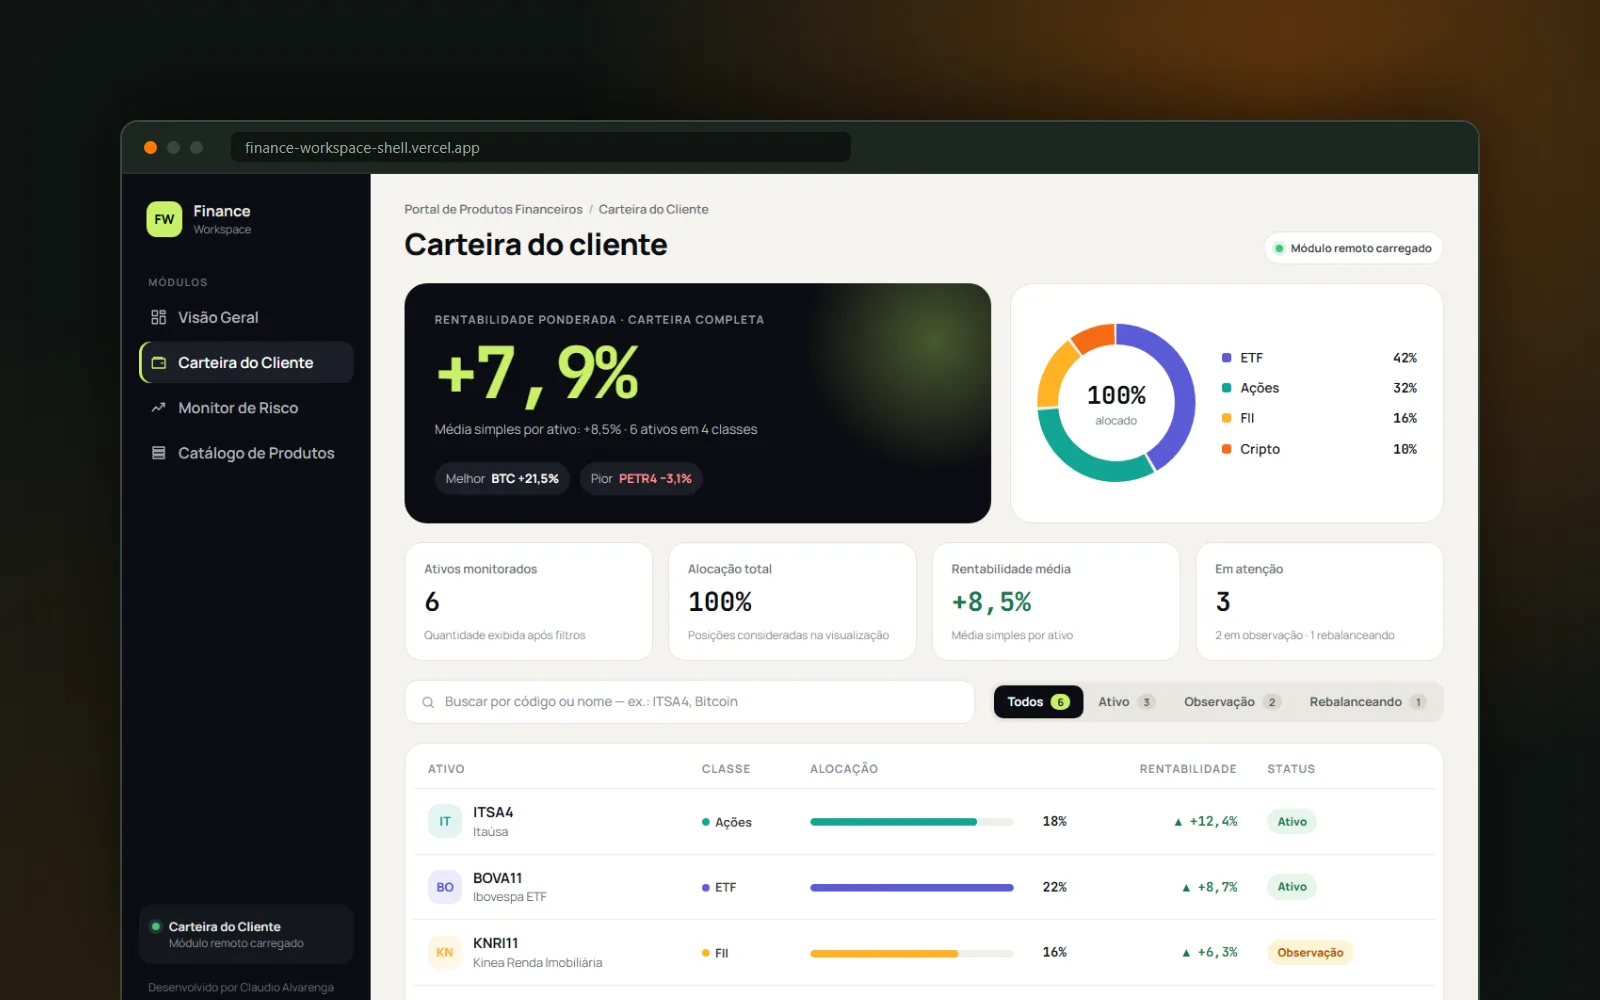 finance-workspace-shell.vercel.app
FW
Finance
Workspace
MÓDULOS
Visão Geral
Carteira do Cliente
Monitor de Risco
Catálogo de Produtos
Carteira do Cliente
Módulo remoto carregado
Desenvolvido por Claudio Alvarenga
Portal de Produtos Financeiros / Carteira do Cliente
Carteira do cliente
Módulo remoto carregado
RENTABILIDADE PONDERADA · CARTEIRA COMPLETA
+7,9%
Média simples por ativo: +8,5% · 6 ativos em 4 classes
Melhor BTC +21,5%
Pior PETR4 −3,1%
100%
alocado
ETF 42%
Ações 32%
FII 16%
Cripto 10%
Ativos monitorados
6
Quantidade exibida após filtros
Alocação total
100%
Posições consideradas na visualização
Rentabilidade média
+8,5%
Média simples por ativo
Em atenção
3
2 em observação · 1 rebalanceando
Buscar por código ou nome — ex.: ITSA4, Bitcoin
Todos 6
Ativo 3
Observação 2
Rebalanceando 1
ATIVO CLASSE ALOCAÇÃO RENTABILIDADE STATUS
IT ITSA4 Ações 18% ▲ +12,4% Ativo
Itaúsa
BO BOVA11 ETF 22% ▲ +8,7% Ativo
Ibovespa ETF
KN KNRI11 FII 16% ▲ +6,3% Observação
Kinea Renda Imobiliária